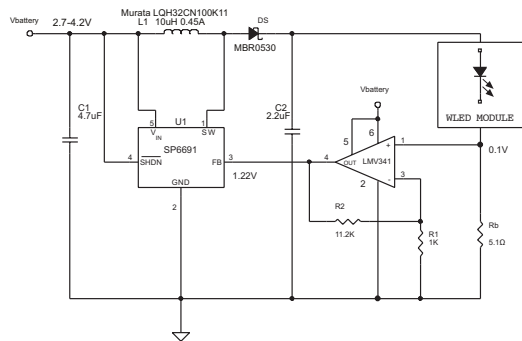 Murata LQH32CN100K11
L1 10uH 0.45A
Vbattery
2.7-4.2V
DS
MBR0530
Vbattery
C1
4.7uF
U1
5
1
V IN
SW
SP6691
4
SHDN
FB
3
1.22V
GND
2
C2
2.2uF
5
6
4
OUT
LMV341
+
-
1
3
2
WLED MODULE
0.1V
R2
11.2K
R1
1K
Rb
5.1Ω